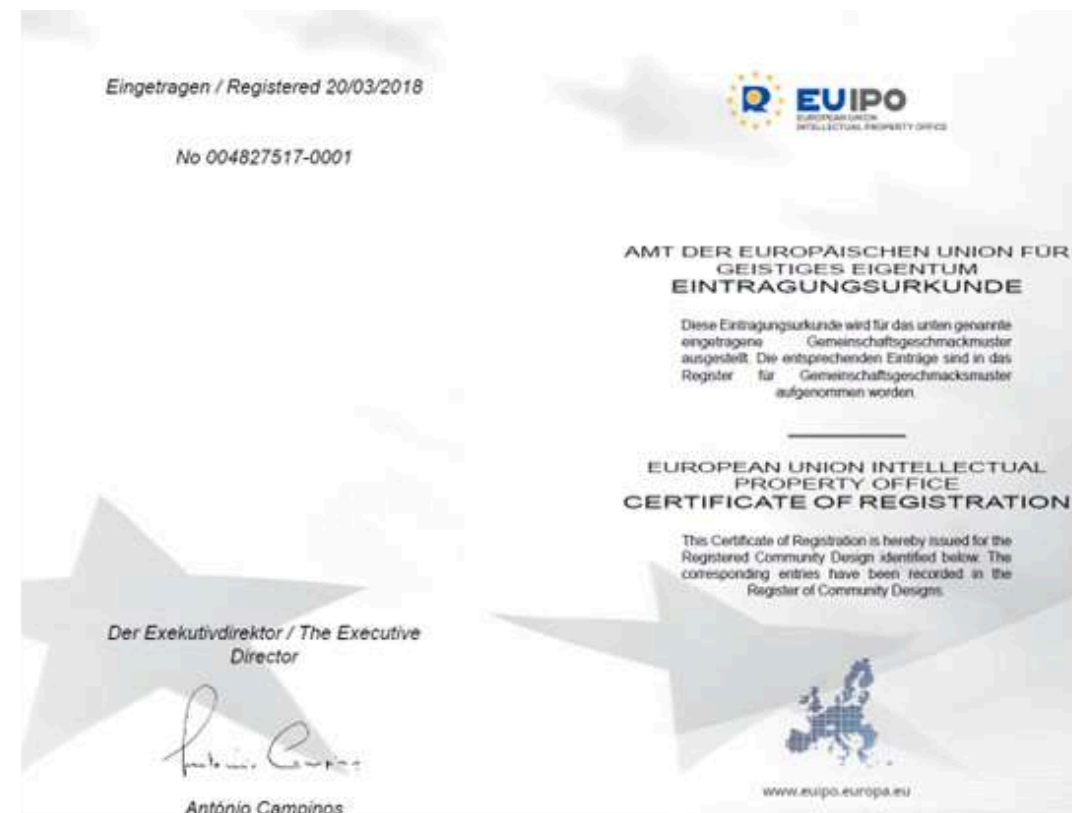 Eingetragen / Registered 20/03/2018
No 004827517-0001
Der Exekutivdirektor / The Executive
Director
António Campinos
EUIPO
EUROPEAN UNION
INTELLECTUAL PROPERTY OFFICE
AMT DER EUROPÄISCHEN UNION FÜR
GEISTIGES EIGENTUM
EINTRAGUNGSURKUNDE
Diese Eintragungsurkunde wird für das unten genannte
eingetragene Gemeinschaftsgeschmackmuster
ausgestellt. Die entsprechenden Einträge sind in das
Register für Gemeinschaftsgeschmacksmuster
aufgenommen worden.
EUROPEAN UNION INTELLECTUAL
PROPERTY OFFICE
CERTIFICATE OF REGISTRATION
This Certificate of Registration is hereby issued for the
Registered Community Design identified below. The
corresponding entries have been recorded in the
Register of Community Designs
www.euipo.europa.eu